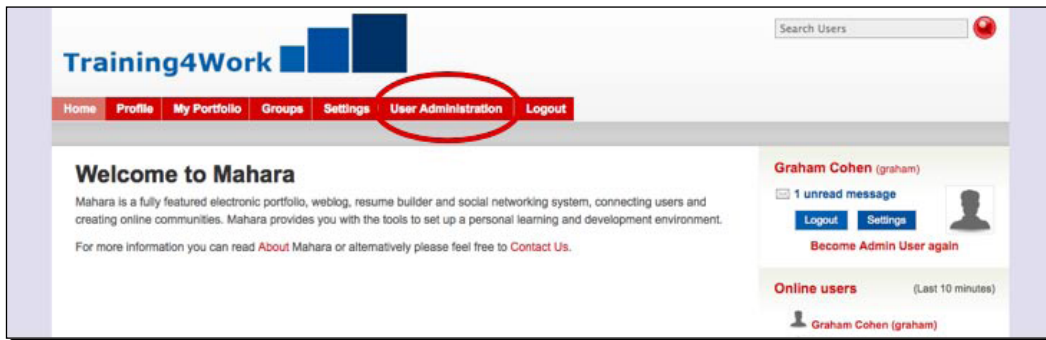 Training4Work
Search Users
Home Profile My Portfolio Groups Settings User Administration Logout
Welcome to Mahara
Mahara is a fully featured electronic portfolio, weblog, resume builder and social networking system, connecting users and
creating online communities. Mahara provides you with the tools to set up a personal learning and development environment.
For more information you can read About Mahara or alternatively please feel free to Contact Us.
Graham Cohen (graham)
1 unread message
Logout Settings
Become Admin User again
Online users (Last 10 minutes)
Graham Cohen (graham)